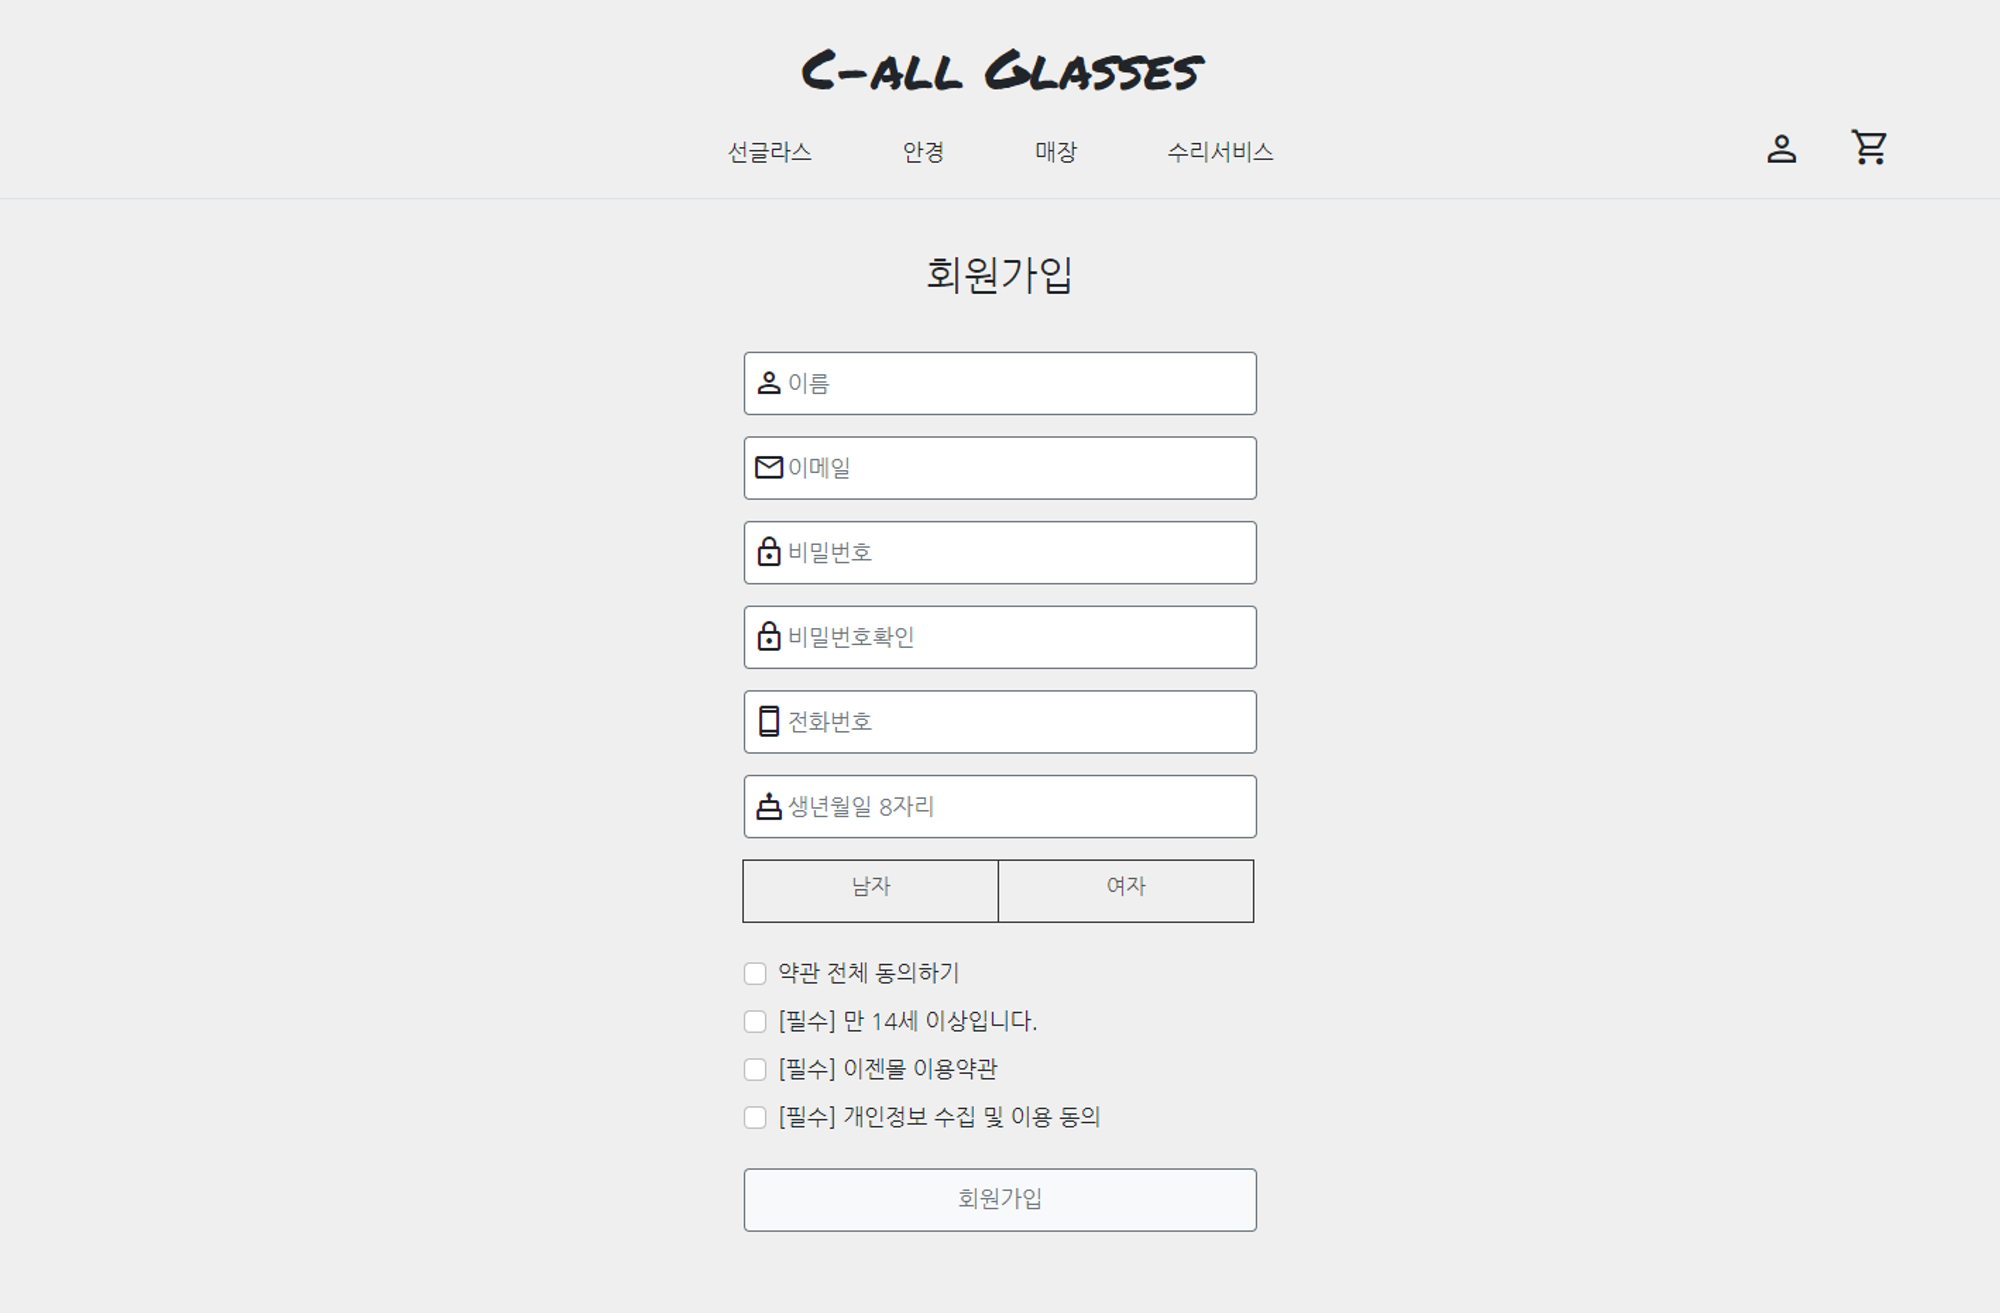 C-all Glasses
선글라스 안경 매장 수리서비스
회원가입
이름
이메일
비밀번호
비밀번호확인
전화번호
생년월일 8자리
남자 여자
약관 전체 동의하기
[필수] 만 14세 이상입니다.
[필수] 이젠몰 이용약관
[필수] 개인정보 수집 및 이용 동의
회원가입